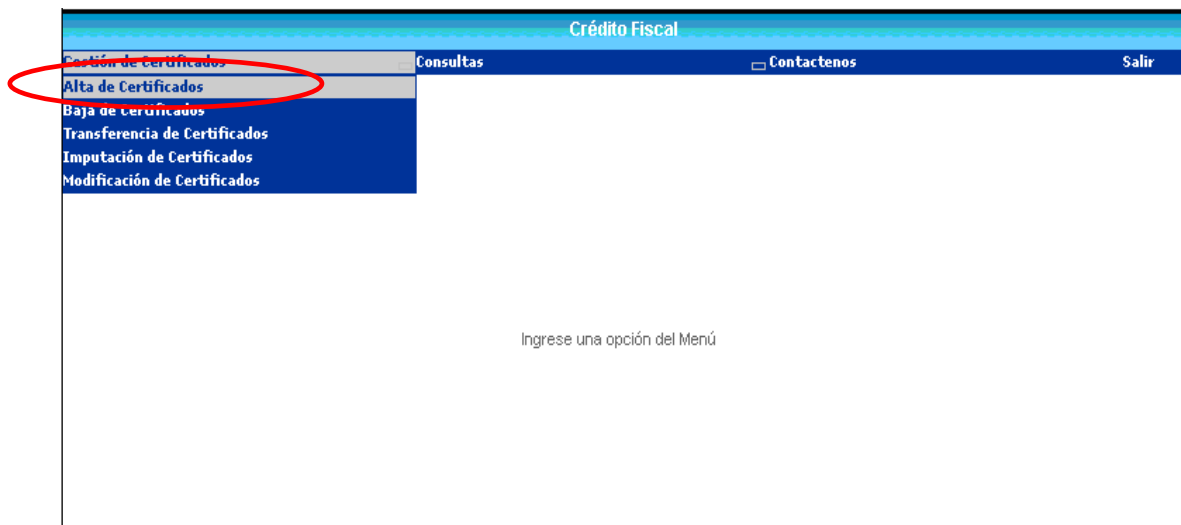 Crédito Fiscal
Gestión de Certificados Consultas Contactenos Salir
Alta de Certificados
Baja de Certificados
Transferencia de Certificados
Imputación de Certificados
Modificación de Certificados
Ingrese una opción del Menú